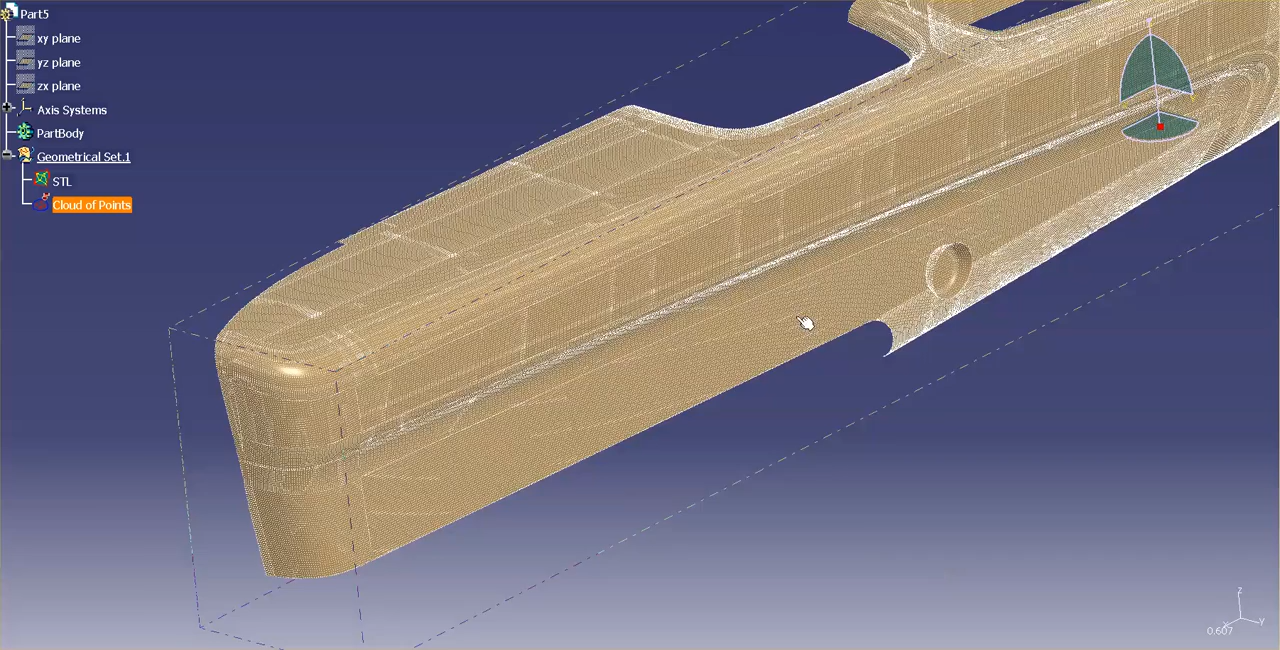 Part5
xy plane
yz plane
zx plane
Axis Systems
PartBody
Geometrical Set.1
STL
Cloud of Points
z
Y
0.607